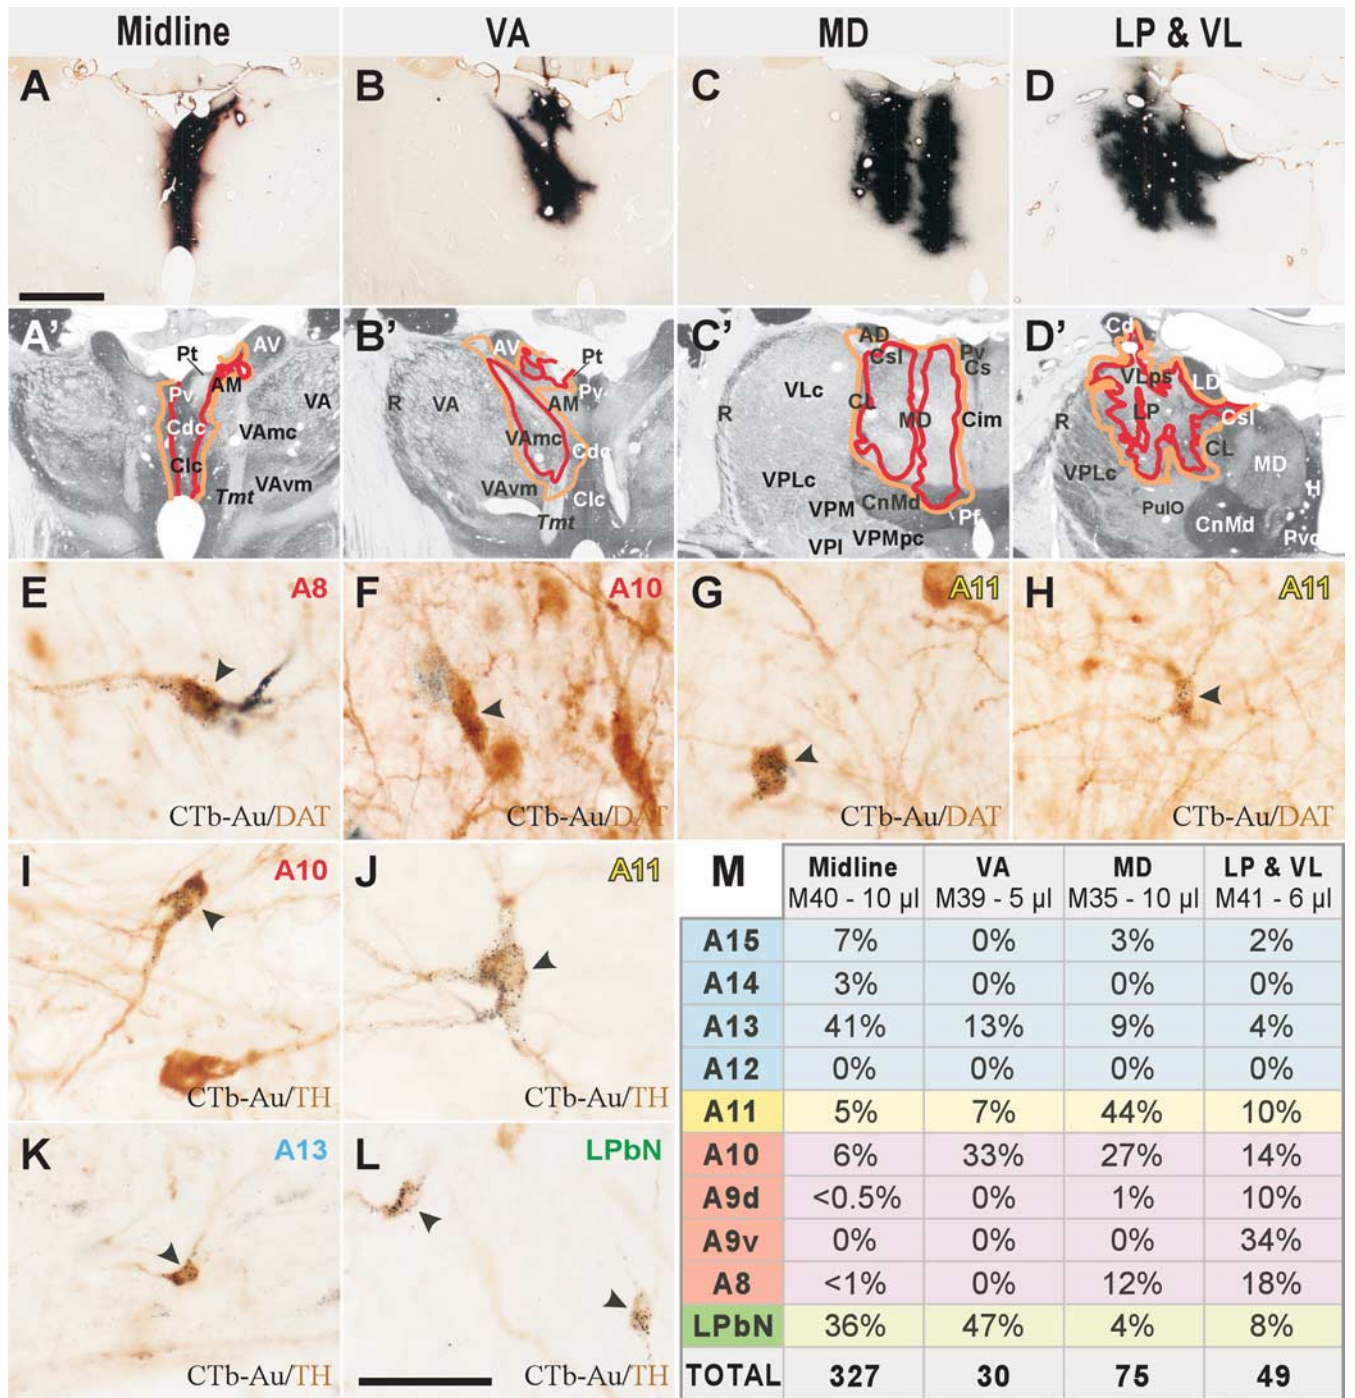 Midline VA MD LP & VL
A B C D
A' B' C' D'
Pt AV Pv AM VA Cdc VAmc Clc Tmt VAvm
AV Pt R VA Pv AM VAmc Cdc VAvm Clc Tmt
AD Csl Pv Cs VLc CL R MD Cim VPLc CnMd VPM Pf VPI VPMpc
Cd VLps LD R LP Csl CL VPLc MD PulO H CnMd Pvc
E A8
CTb-Au/DAT
F A10
CTb-Au/DAT
G A11
CTb-Au/DAT
H A11
CTb-Au/DAT
I A10
CTb-Au/TH
J A11
CTb-Au/TH
K A13
CTb-Au/TH
L LPbN
CTb-Au/TH
M Midline VA MD LP & VL
M40 - 10 µl M39 - 5 µl M35 - 10 µl M41 - 6 µl
A15 7% 0% 3% 2%
A14 3% 0% 0% 0%
A13 41% 13% 9% 4%
A12 0% 0% 0% 0%
A11 5% 7% 44% 10%
A10 6% 33% 27% 14%
A9d <0.5% 0% 1% 10%
A9v 0% 0% 0% 34%
A8 <1% 0% 12% 18%
LPbN 36% 47% 4% 8%
TOTAL 327 30 75 49